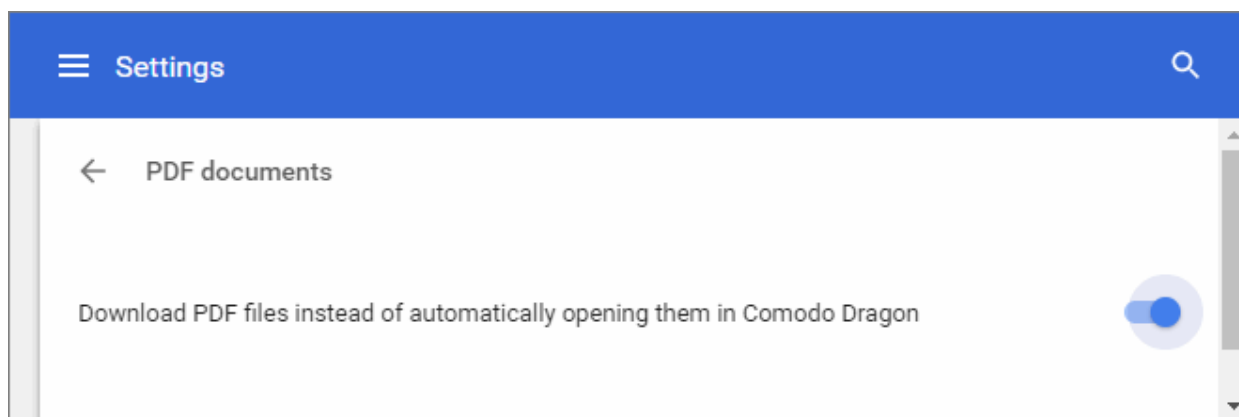 Settings
PDF documents
Download PDF files instead of automatically opening them in Comodo Dragon